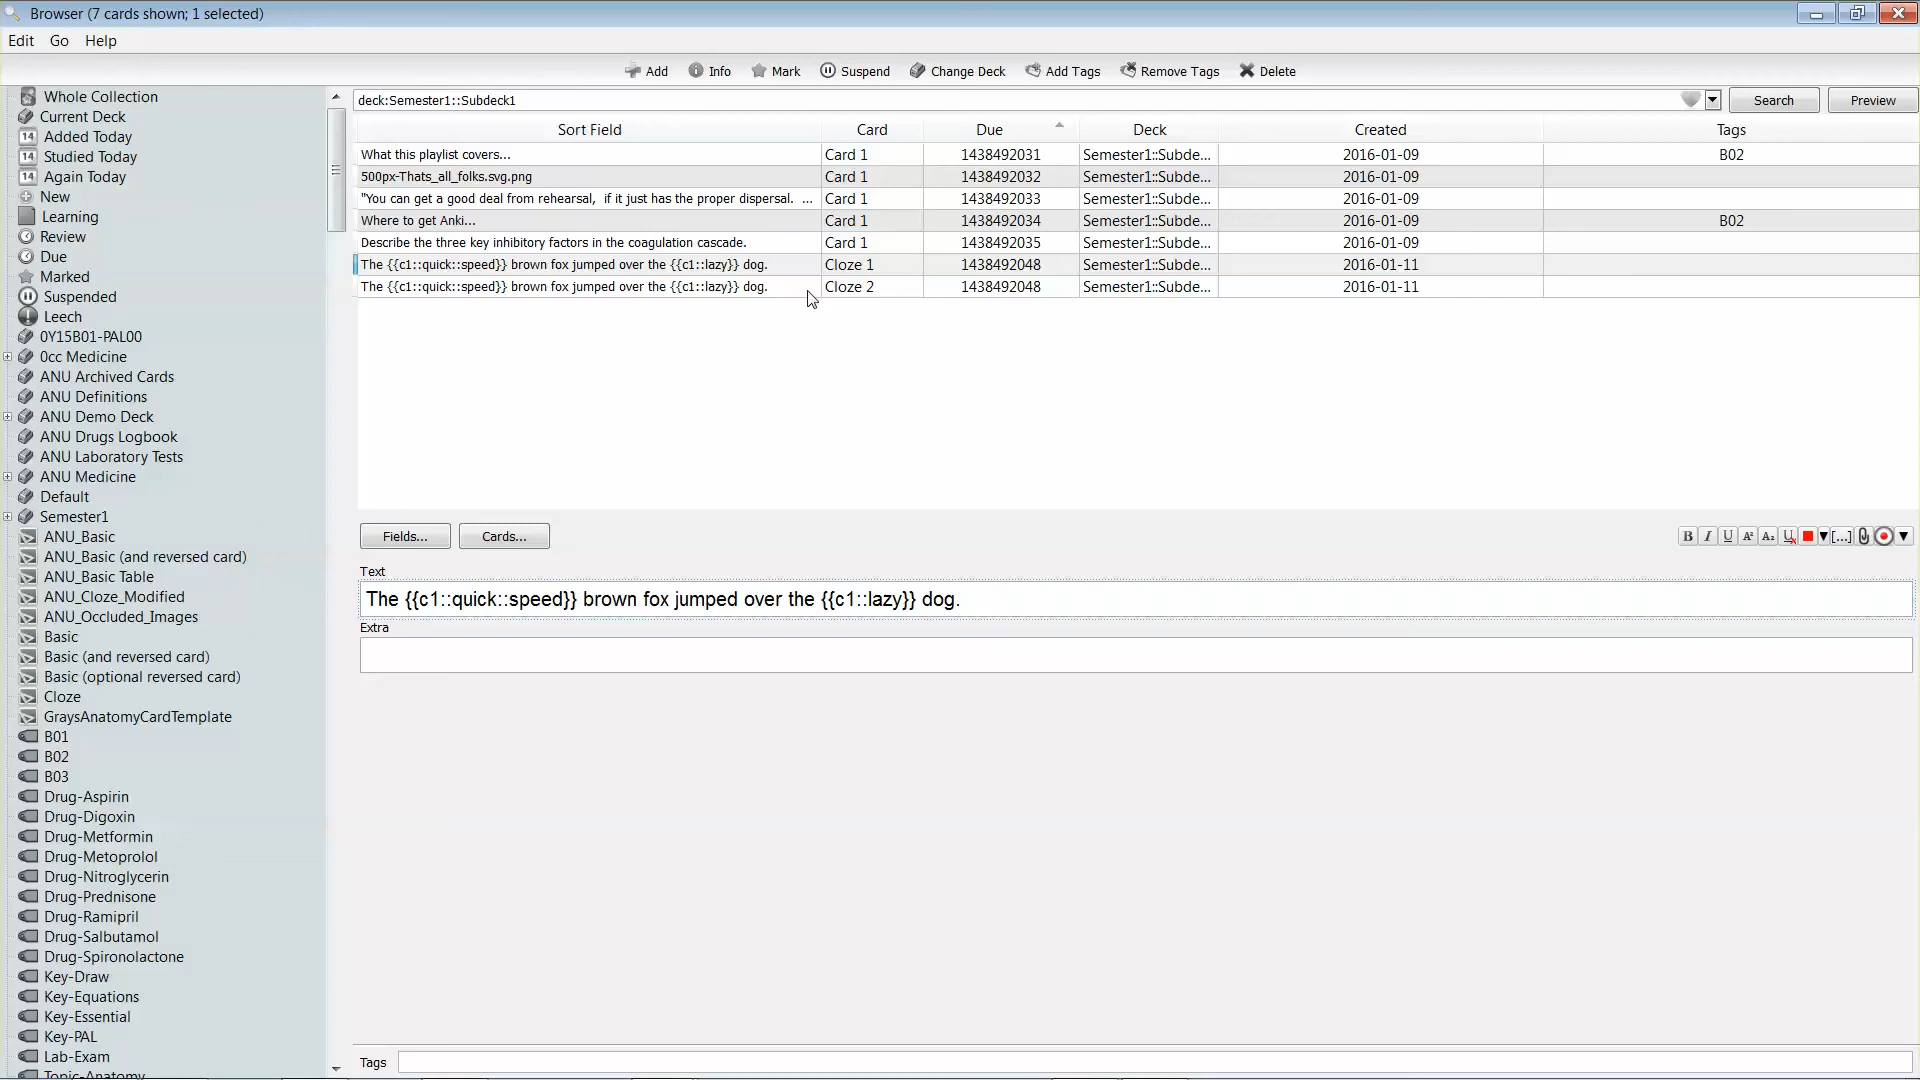 Browser (7 cards shown; 1 selected)
Edit Go Help
Add Info Mark Suspend Change Deck Add Tags Remove Tags Delete
Whole Collection
Current Deck
Added Today
Studied Today
Again Today
New
Learning
Review
Due
Marked
Suspended
Leech
0Y15B01-PAL00
0cc Medicine
ANU Archived Cards
ANU Definitions
ANU Demo Deck
ANU Drugs Logbook
ANU Laboratory Tests
ANU Medicine
Default
Semester1
ANU_Basic
ANU_Basic (and reversed card)
ANU_Basic Table
ANU_Cloze_Modified
ANU_Occluded_Images
Basic
Basic (and reversed card)
Basic (optional reversed card)
Cloze
GraysAnatomyCardTemplate
B01
B02
B03
Drug-Aspirin
Drug-Digoxin
Drug-Metformin
Drug-Metoprolol
Drug-Nitroglycerin
Drug-Prednisone
Drug-Ramipril
Drug-Salbutamol
Drug-Spironolactone
Key-Draw
Key-Equations
Key-Essential
Key-PAL
Lab-Exam
Topic-Anatomy
deck:Semester1::Subdeck1 Search Preview
Sort Field Card Due Deck Created Tags
What this playlist covers... Card 1 1438492031 Semester1::Subde... 2016-01-09 B02
500px-Thats_all_folks.svg.png Card 1 1438492032 Semester1::Subde... 2016-01-09
"You can get a good deal from rehearsal, if it just has the proper dispersal. ... Card 1 1438492033 Semester1::Subde... 2016-01-09
Where to get Anki... Card 1 1438492034 Semester1::Subde... 2016-01-09 B02
Describe the three key inhibitory factors in the coagulation cascade. Card 1 1438492035 Semester1::Subde... 2016-01-09
The {{c1::quick::speed}} brown fox jumped over the {{c1::lazy}} dog. Cloze 1 1438492048 Semester1::Subde... 2016-01-11
The {{c1::quick::speed}} brown fox jumped over the {{c1::lazy}} dog. Cloze 2 1438492048 Semester1::Subde... 2016-01-11
Fields... Cards... B I U A² A₂ U [...]
Text
The {{c1::quick::speed}} brown fox jumped over the {{c1::lazy}} dog.
Extra
Tags